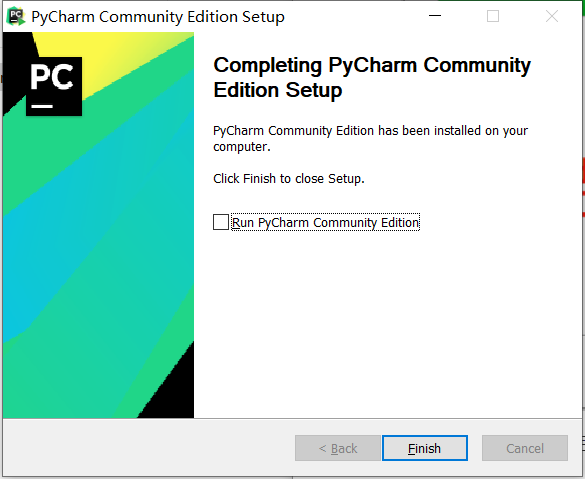 PyCharm Community Edition Setup
PC
Completing PyCharm Community
Edition Setup
PyCharm Community Edition has been installed on your
computer.
Click Finish to close Setup.
Run PyCharm Community Edition
< Back
Finish
Cancel